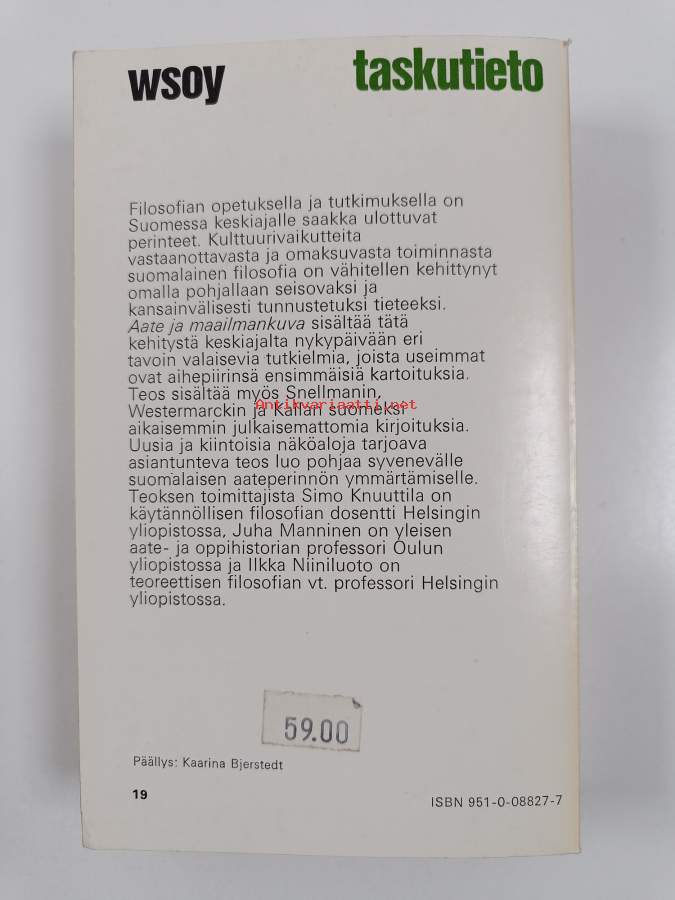 wsoy
taskutieto
Filosofian opetuksella ja tutkimuksella on
Suomessa keskiajalle saakka ulottuvat
perinteet. Kulttuurivaikutteita
vastaanottavasta ja omaksuvasta toiminnasta
suomalainen filosofia on vähitellen kehittynyt
omalla pohjallaan seisovaksi ja
kansainvälisesti tunnustetuksi tieteeksi.
Aate ja maailmankuva sisältää tätä
kehitystä keskiajalta nykypäivään eri
tavoin valaisevia tutkielmia, joista useimmat
ovat aihepiirinsä ensimmäisiä kartoituksia.
Teos sisältää myös Snellmanin,
Antikvariaatti.net
Westermarckin ja Kailan suomeksi
aikaisemmin julkaisemattomia kirjoituksia.
Uusia ja kiintoisia näköaloja tarjoava
asiantunteva teos luo pohjaa syvenevälle
suomalaisen aateperinnön ymmärtämiselle.
Teoksen toimittajista Simo Knuuttila on
käytännöllisen filosofian dosentti Helsingin
yliopistossa, Juha Manninen on yleisen
aate- ja oppihistorian professori Oulun
yliopistossa ja Ilkka Niiniluoto on
teoreettisen filosofian vt. professori Helsingin
yliopistossa.
59.00
Päällys: Kaarina Bjerstedt
19
ISBN 951-0-08827-7